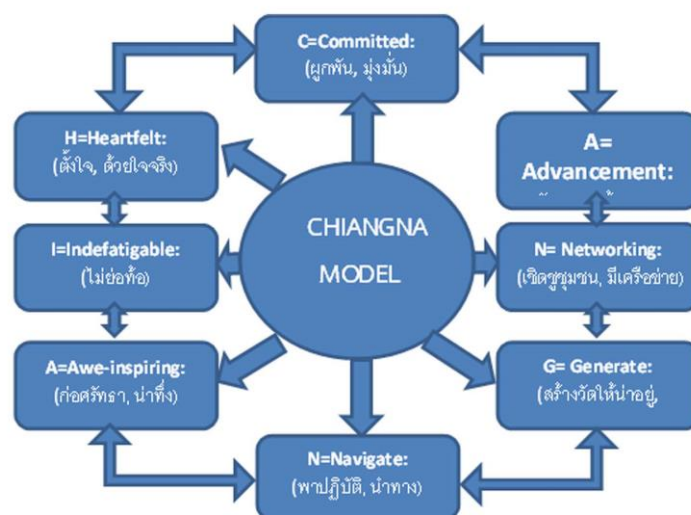 C=Committed:
(ผูกพัน, มุ่งมั่น)
H=Heartfelt:
(ตั้งใจ, ด้วยใจจริง)
A=
Advancement:
CHIANGNA
MODEL
I=Indefatigable:
(ไม่ย่อท้อ)
N= Networking:
(เชิดชูชุมชน, มีเครือข่าย)
A=Awe-inspiring:
(ก่อศรัทธา, น่าทึ่ง)
G= Generate:
(สร้างวัดให้น่าอยู่,
N=Navigate:
(พาปฏิบัติ, นำทาง)